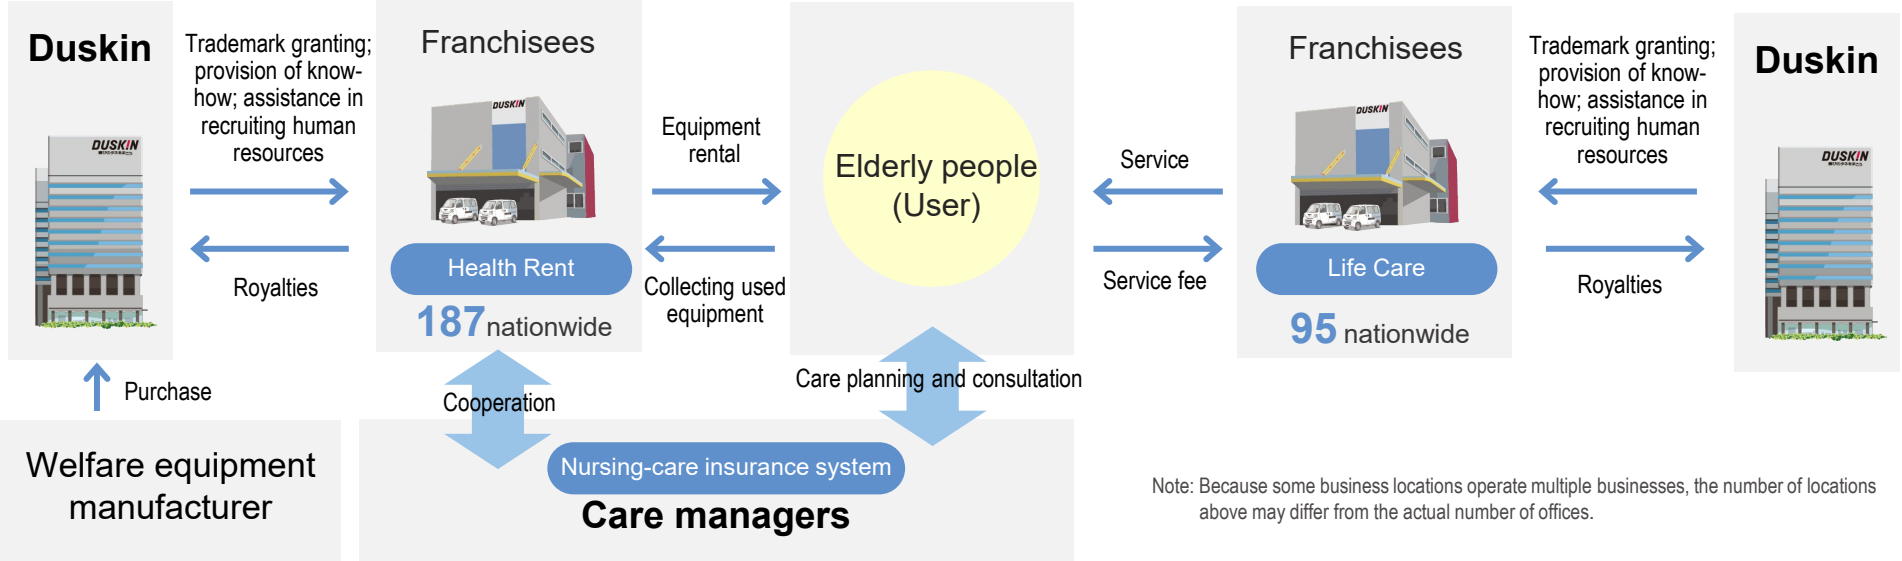 Duskin
Trademark granting;
provision of know-
how; assistance in
recruiting human
resources
Royalties
DUSKIN
Purchase
Welfare equipment
manufacturer
Franchisees
DUSKIN
Health Rent
187 nationwide
Equipment
rental
Collecting used
equipment
Cooperation
Elderly people
(User)
Care planning and consultation
Nursing-care insurance system
Care managers
Service
Service fee
Franchisees
DUSKIN
Life Care
95 nationwide
Trademark granting;
provision of know-
how; assistance in
recruiting human
resources
Royalties
Duskin
DUSKIN
Note: Because some business locations operate multiple businesses, the number of locations
above may differ from the actual number of offices.